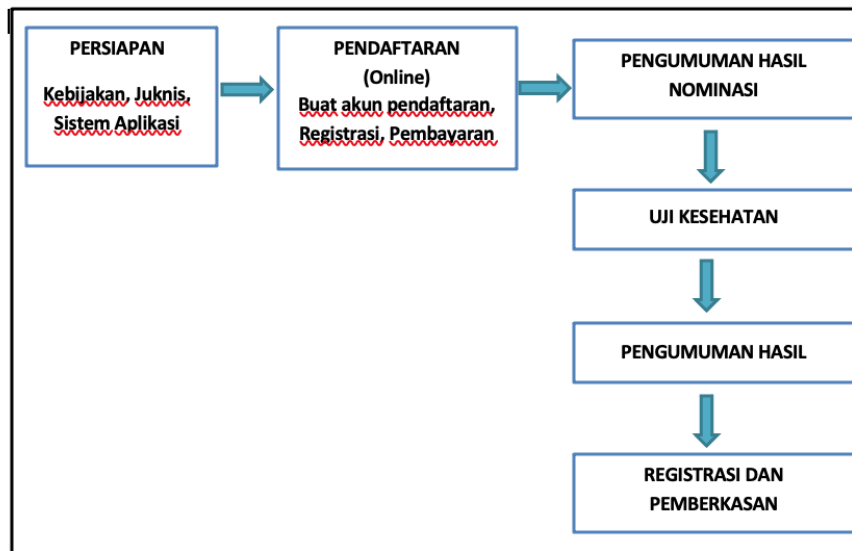 PERSIAPAN
Kebijakan, Juknis,
Sistem Aplikasi
PENDAFTARAN
(Online)
Buat akun pendaftaran,
Registrasi, Pembayaran
PENGUMUMAN HASIL
NOMINASI
UJI KESEHATAN
PENGUMUMAN HASIL
REGISTRASI DAN
PEMBERKASAN